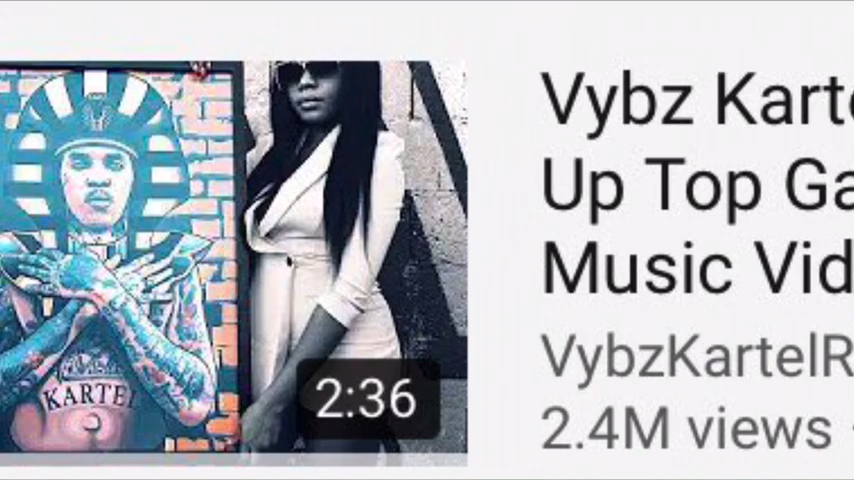 KARTEL
2:36
Vybz Karte
Up Top Ga
Music Vid
VybzKartelR
2.4M views